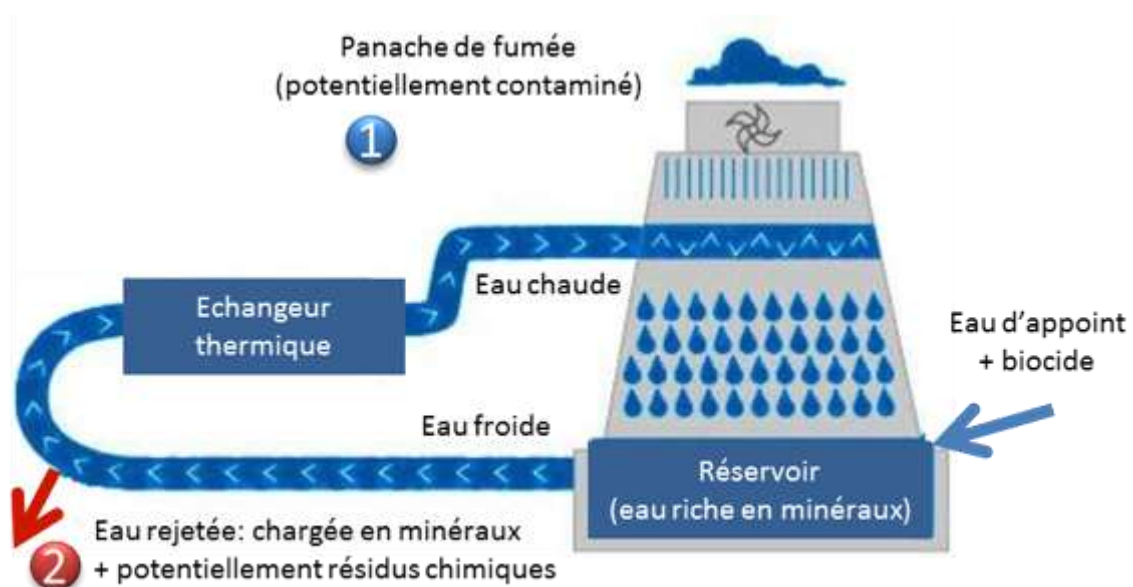 Panache de fumée
(potentiellement contaminé)
1
Eau chaude
Echangeur
thermique
Eau d'appoint
+ biocide
Eau froide
Réservoir
(eau riche en minéraux)
Eau rejetée: chargée en minéraux
2
+ potentiellement résidus chimiques